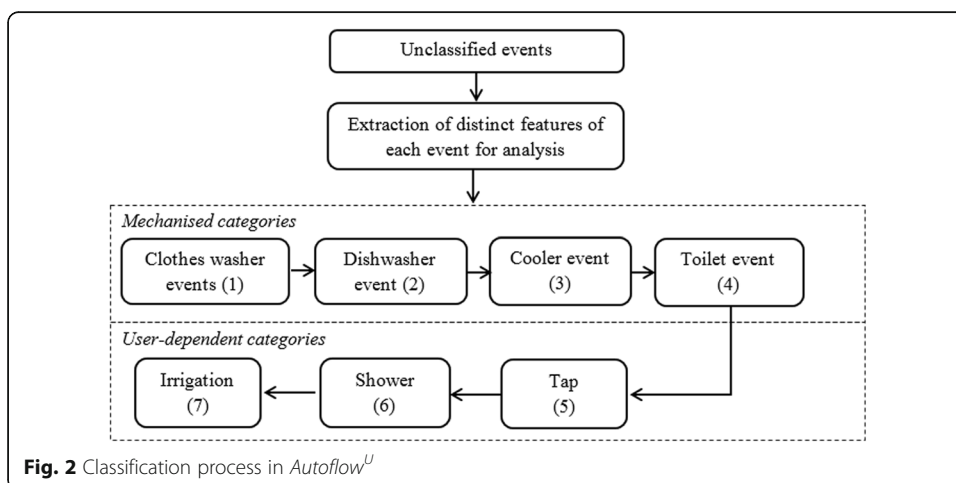 Unclassified events
Extraction of distinct features of
each event for analysis
Mechanised categories
Clothes washer
events (1)
Dishwasher
event (2)
Cooler event
(3)
Toilet event
(4)
User-dependent categories
Irrigation
(7)
Shower
(6)
Tap
(5)
Fig. 2 Classification process in Autoflow^U